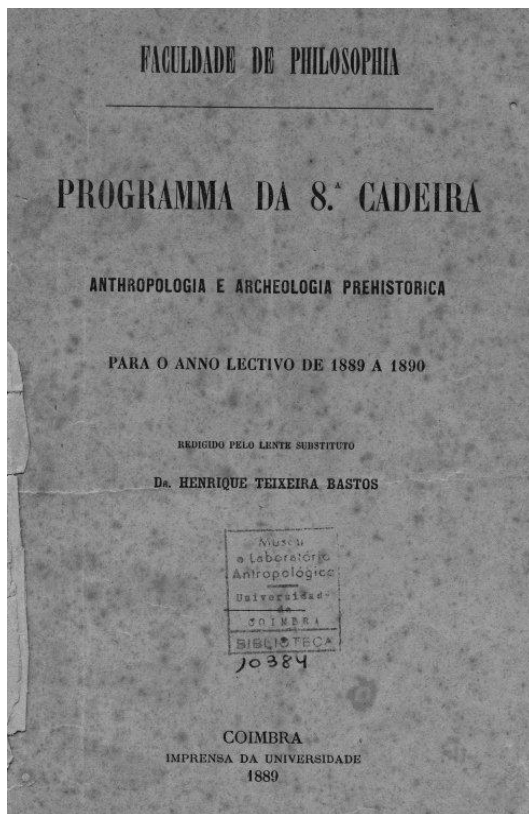 FACULDADE DE PHILOSOPHIA
PROGRAMMA DA 8.ª CADEIRA
ANTHROPOLOGIA E ARCHEOLOGIA PREHISTORICA
PARA O ANNO LECTIVO DE 1889 A 1890
REDIGIDO PELO LENTE SUBSTITUTO
DR. HENRIQUE TEIXEIRA BASTOS
Museu
e Laboratório
Antropológico
Universidade
de
COIMBRA
BIBLIOTECA
10384
COIMBRA
IMPRENSA DA UNIVERSIDADE
1889